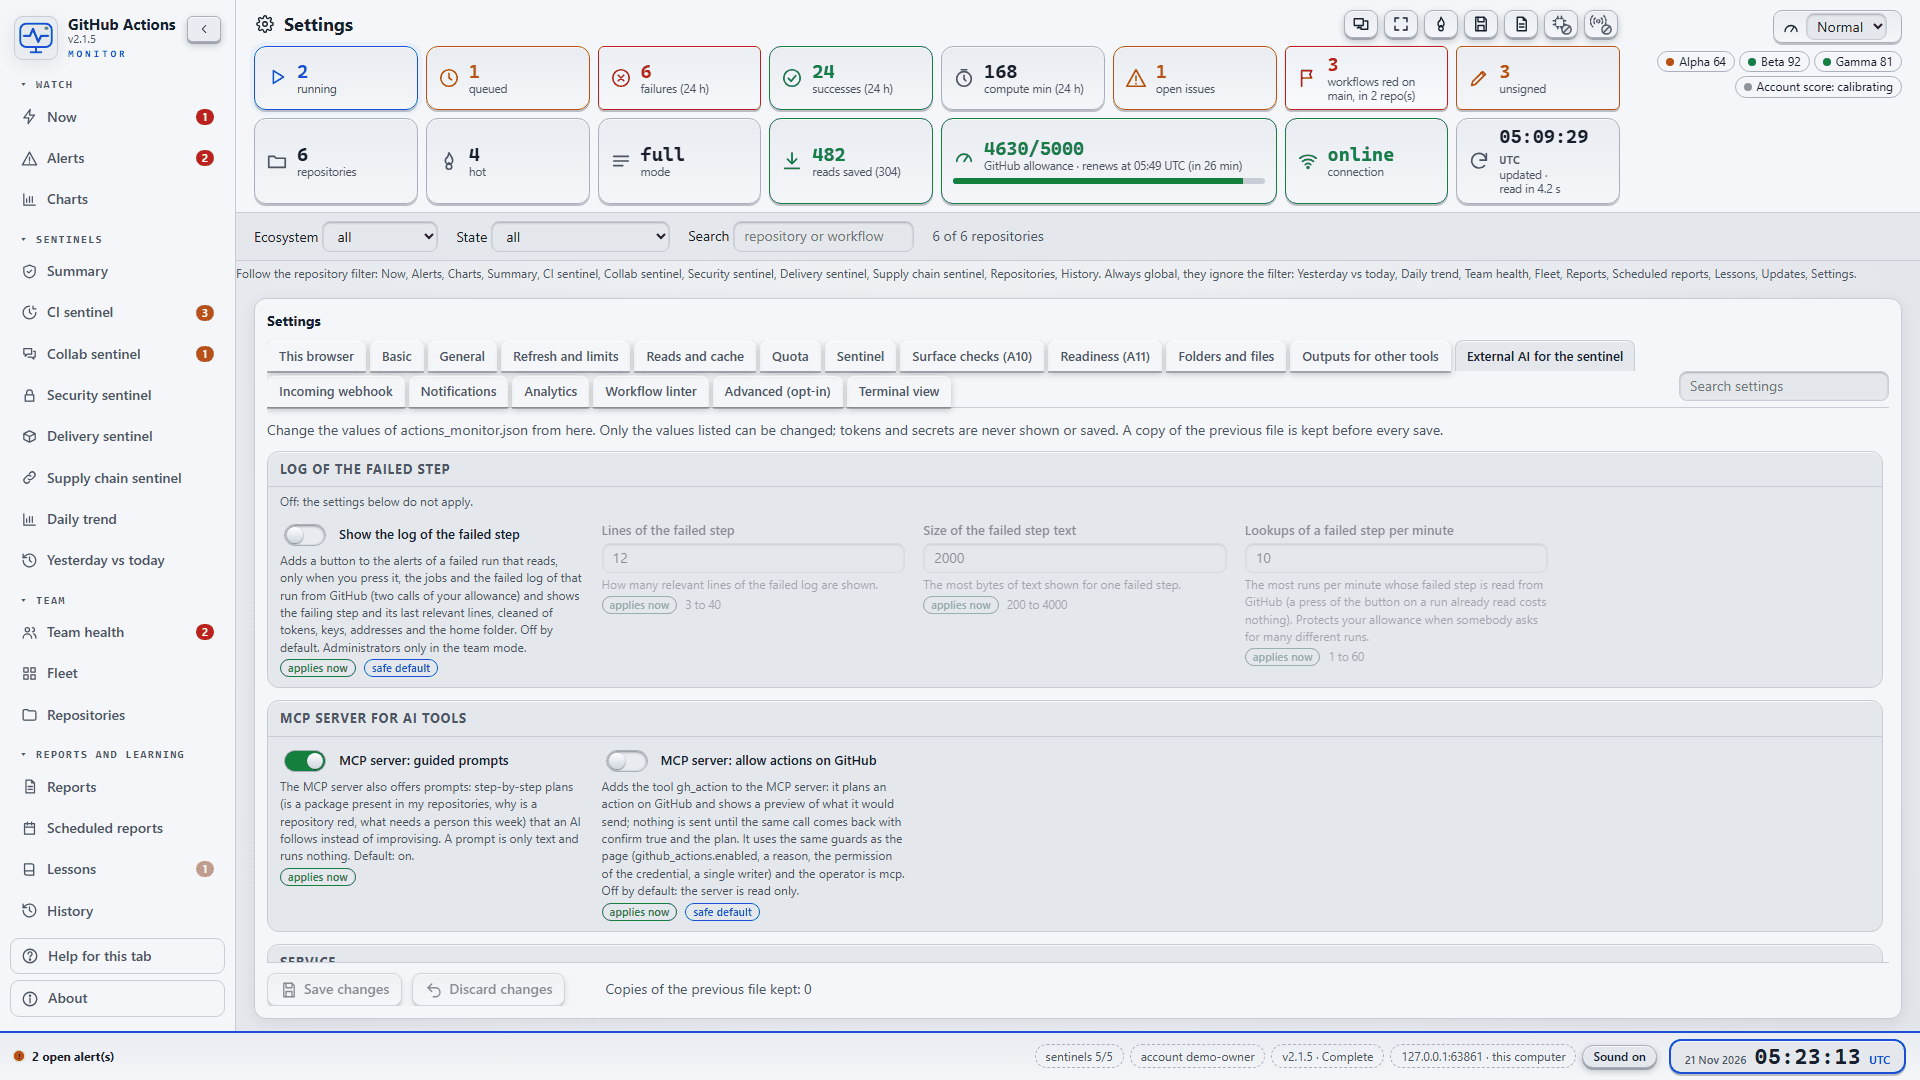 GitHub Actions
v2.1.5
MONITOR
WATCH
Now 1
Alerts 2
Charts
SENTINELS
Summary
CI sentinel 3
Collab sentinel 1
Security sentinel
Delivery sentinel
Supply chain sentinel
Daily trend
Yesterday vs today
TEAM
Team health 2
Fleet
Repositories
REPORTS AND LEARNING
Reports
Scheduled reports
Lessons 1
History
Help for this tab
About
Settings
Normal
2
running
1
queued
6
failures (24 h)
24
successes (24 h)
168
compute min (24 h)
1
open issues
3
workflows red on
main, in 2 repo(s)
3
unsigned
Alpha 64 Beta 92 Gamma 81
Account score: calibrating
6
repositories
4
hot
full
mode
482
reads saved (304)
4630/5000
GitHub allowance · renews at 05:49 UTC (in 26 min)
online
connection
05:09:29
UTC
updated ·
read in 4.2 s
Ecosystem all State all Search repository or workflow 6 of 6 repositories
Follow the repository filter: Now, Alerts, Charts, Summary, CI sentinel, Collab sentinel, Security sentinel, Delivery sentinel, Supply chain sentinel, Repositories, History. Always global, they ignore the filter: Yesterday vs today, Daily trend, Team health, Fleet, Reports, Scheduled reports, Lessons, Updates, Settings.
Settings
This browser Basic General Refresh and limits Reads and cache Quota Sentinel Surface checks (A10) Readiness (A11) Folders and files Outputs for other tools External AI for the sentinel
Incoming webhook Notifications Analytics Workflow linter Advanced (opt-in) Terminal view
Search settings
Change the values of actions_monitor.json from here. Only the values listed can be changed; tokens and secrets are never shown or saved. A copy of the previous file is kept before every save.
LOG OF THE FAILED STEP
Off: the settings below do not apply.
Show the log of the failed step
Adds a button to the alerts of a failed run that reads,
only when you press it, the jobs and the failed log of that
run from GitHub (two calls of your allowance) and shows
the failing step and its last relevant lines, cleaned of
tokens, keys, addresses and the home folder. Off by
default. Administrators only in the team mode.
applies now safe default
Lines of the failed step
12
How many relevant lines of the failed log are shown.
applies now 3 to 40
Size of the failed step text
2000
The most bytes of text shown for one failed step.
applies now 200 to 4000
Lookups of a failed step per minute
10
The most runs per minute whose failed step is read from
GitHub (a press of the button on a run already read costs
nothing). Protects your allowance when somebody asks
for many different runs.
applies now 1 to 60
MCP SERVER FOR AI TOOLS
MCP server: guided prompts
The MCP server also offers prompts: step-by-step plans
(is a package present in my repositories, why is a
repository red, what needs a person this week) that an AI
follows instead of improvising. A prompt is only text and
runs nothing. Default: on.
applies now
MCP server: allow actions on GitHub
Adds the tool gh_action to the MCP server: it plans an
action on GitHub and shows a preview of what it would
send; nothing is sent until the same call comes back with
confirm true and the plan. It uses the same guards as the
page (github_actions.enabled, a reason, the permission
of the credential, a single writer) and the operator is mcp.
Off by default: the server is read only.
applies now safe default
SERVICE
Save changes Discard changes Copies of the previous file kept: 0
2 open alert(s)
sentinels 5/5 account demo-owner v2.1.5 · Complete 127.0.0.1:63861 · this computer Sound on 21 Nov 2026 05:23:13 UTC